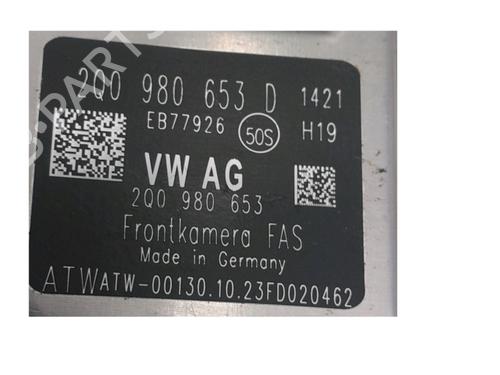 2Q0 980 653 D 1421
EB77926 50S H19
VW AG
2Q0 980 653
Frontkamera FAS
Made in Germany
ATWATW-00130.10.23FD020462